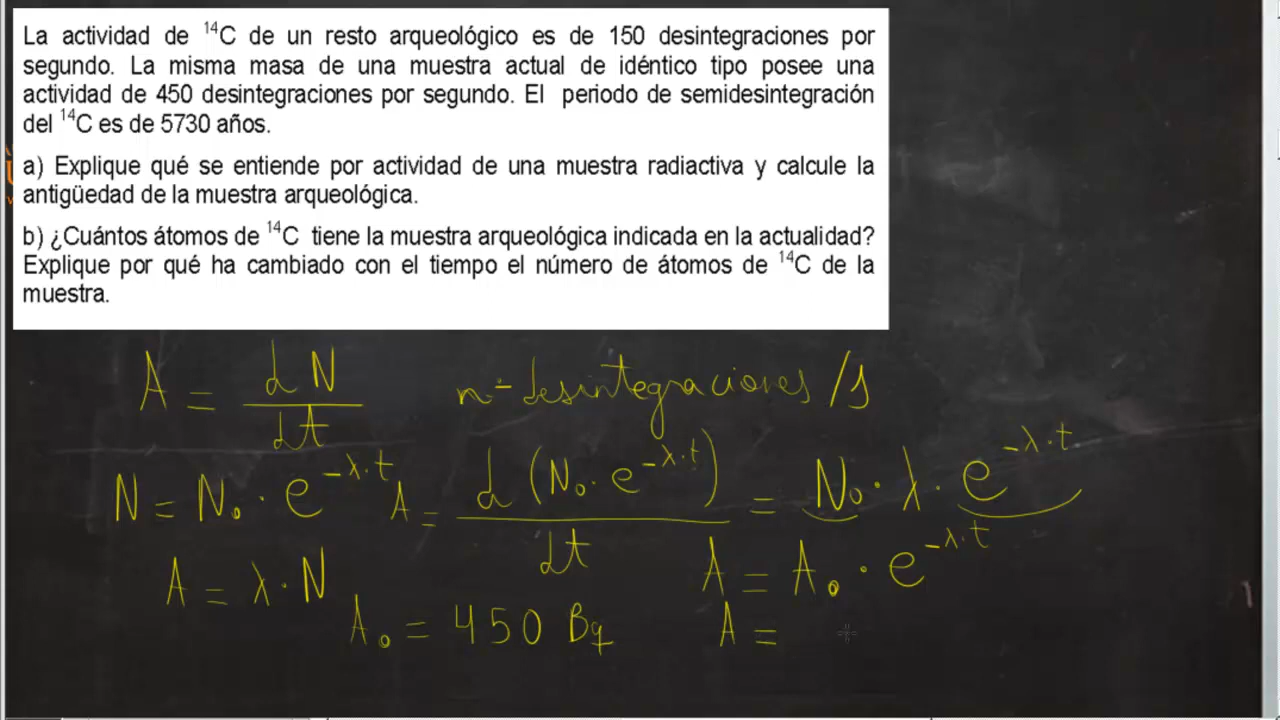 La actividad de ¹⁴C de un resto arqueológico es de 150 desintegraciones por
segundo. La misma masa de una muestra actual de idéntico tipo posee una
actividad de 450 desintegraciones por segundo. El periodo de semidesintegración
del ¹⁴C es de 5730 años.
a) Explique qué se entiende por actividad de una muestra radiactiva y calcule la
antigüedad de la muestra arqueológica.
b) ¿Cuántos átomos de ¹⁴C tiene la muestra arqueológica indicada en la actualidad?
Explique por qué ha cambiado con el tiempo el número de átomos de ¹⁴C de la
muestra.
A = dN/dt nº desintegraciones /s
N = N₀ · e^(-λ·t) A = d(N₀ · e^(-λ·t))/dt = N₀ · λ · e^(-λ·t)
A = λ · N A = A₀ · e^(-λ·t)
A₀ = 450 Bq A =